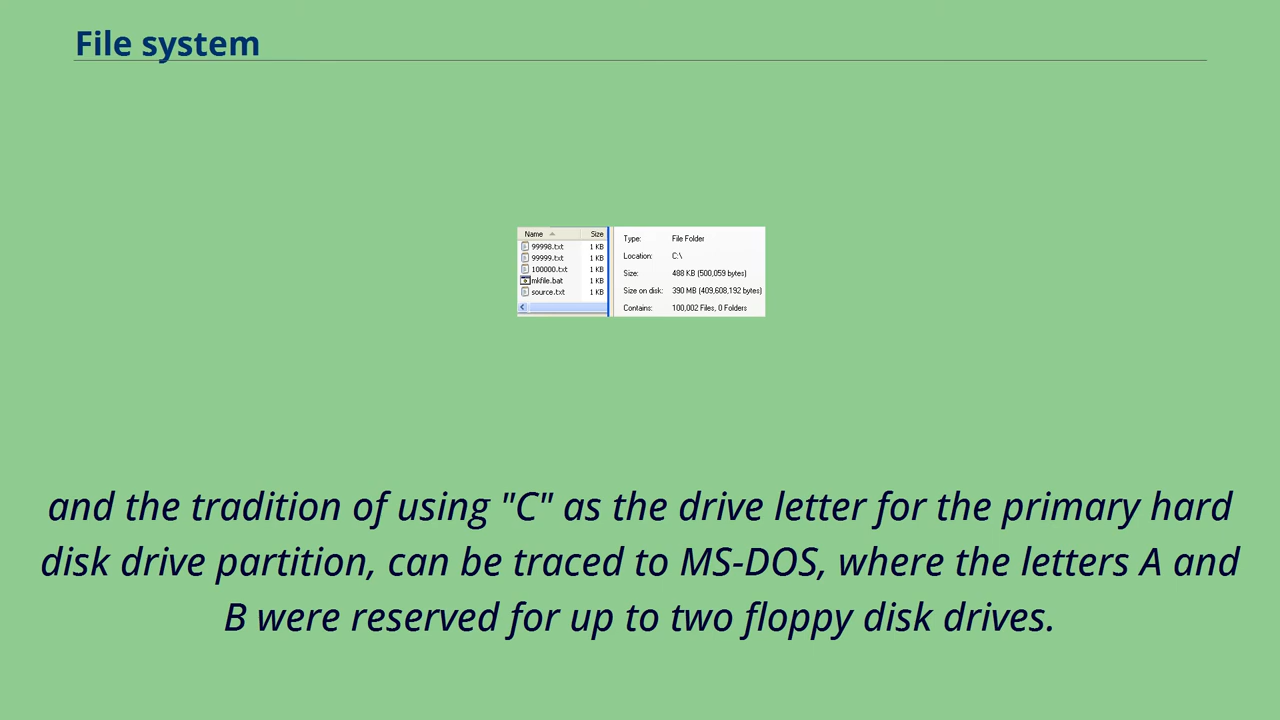 File system
Name Size
99998.txt 1 KB
99999.txt 1 KB
100000.txt 1 KB
mkfile.bat 1 KB
source.txt 1 KB
Type: File Folder
Location: C:\
Size: 488 KB (500,059 bytes)
Size on disk: 390 MB (409,608,192 bytes)
Contains: 100,002 Files, 0 Folders
and the tradition of using "C" as the drive letter for the primary hard
disk drive partition, can be traced to MS-DOS, where the letters A and
B were reserved for up to two floppy disk drives.